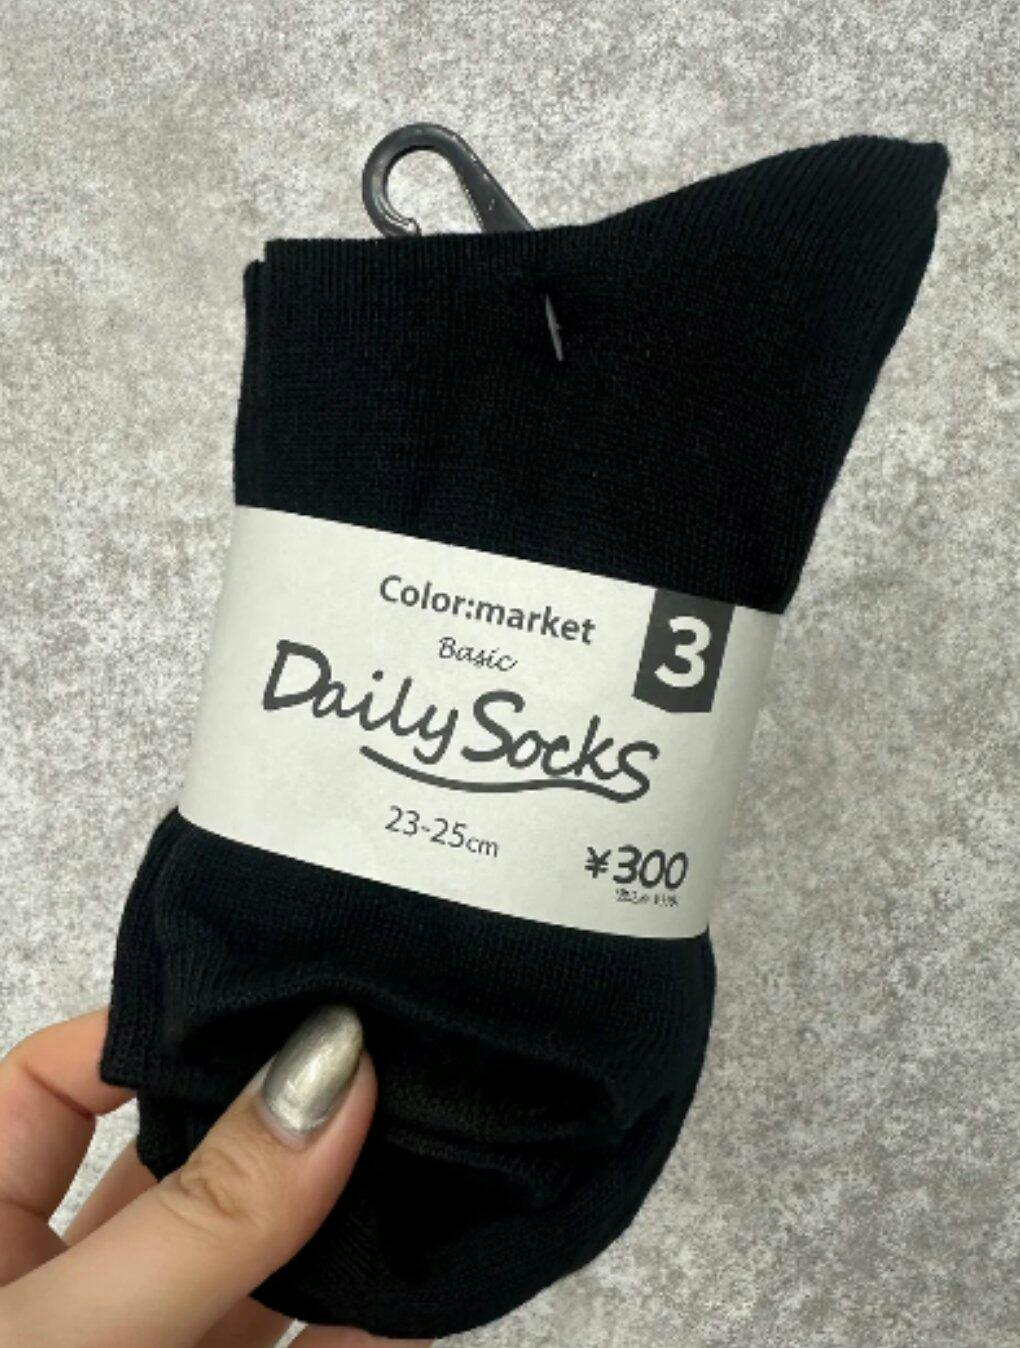 Color:market
3
Basic
Daily Socks
23-25cm
¥300